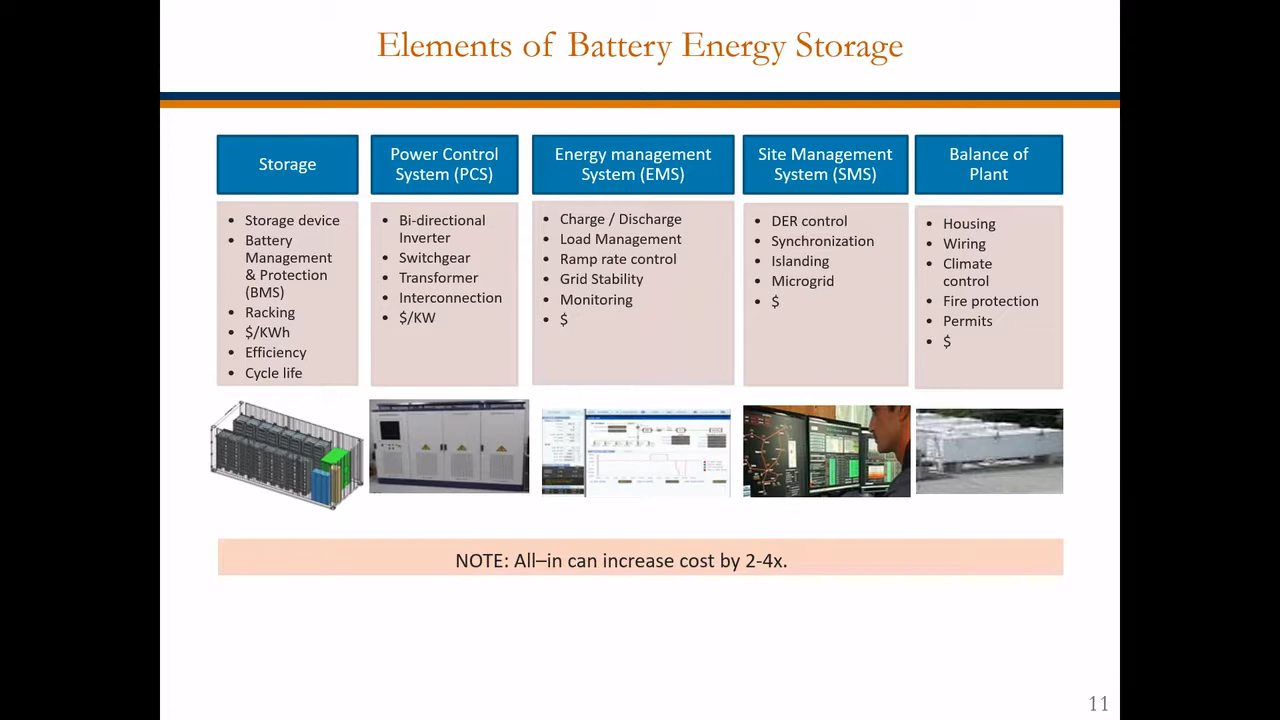 Elements of Battery Energy Storage
Storage
• Storage device
• Battery
Management
& Protection
(BMS)
• Racking
• $/KWh
• Efficiency
• Cycle life
Power Control
System (PCS)
• Bi-directional
Inverter
• Switchgear
• Transformer
• Interconnection
• $/KW
Energy management
System (EMS)
• Charge / Discharge
• Load Management
• Ramp rate control
• Grid Stability
• Monitoring
• $
Site Management
System (SMS)
• DER control
• Synchronization
• Islanding
• Microgrid
• $
Balance of
Plant
• Housing
• Wiring
• Climate
control
• Fire protection
• Permits
• $
NOTE: All–in can increase cost by 2-4x.
11